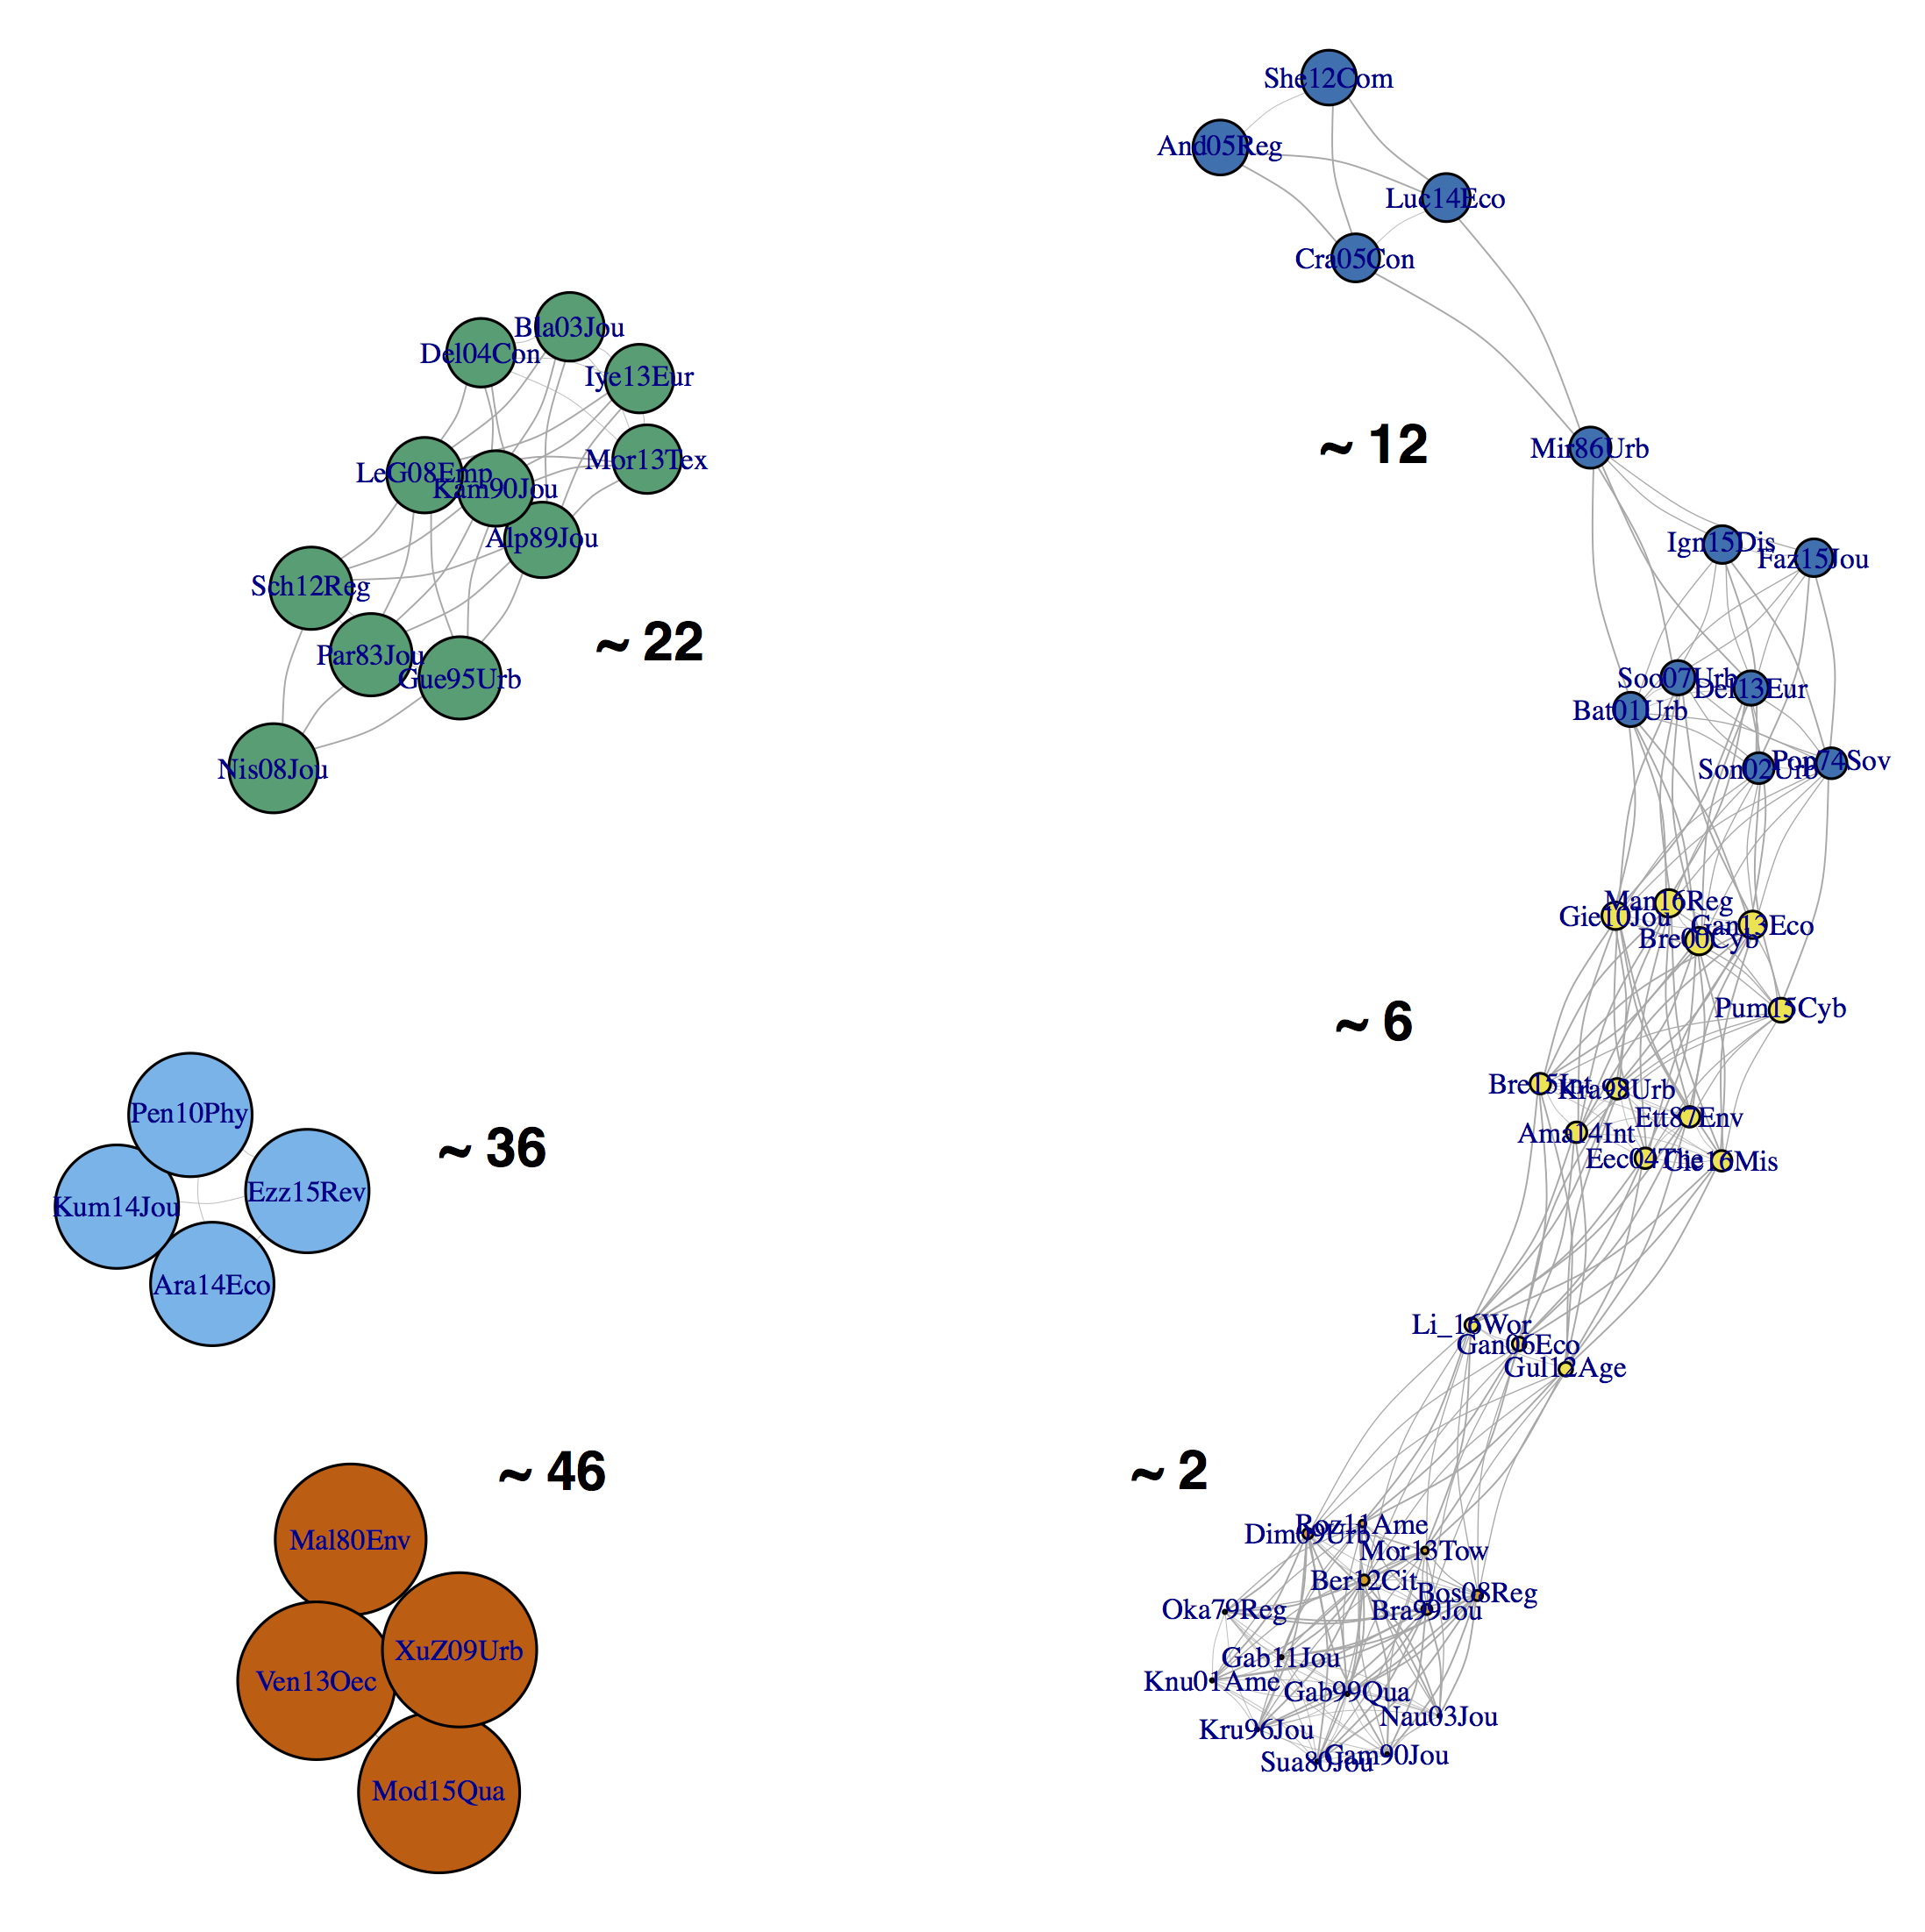 She12Com
And05Reg
Luc14Eco
Cra05Con
Bla03Jou
Del04Con
Iye13Eur
~ 12
Mir86Urb
Mor13Tex
LeG08Emp
Kam90Jou
Alp89Jou
Ign15Dis
Faz15Jou
Sch12Reg
~ 22
Par83Jou
Gue95Urb
Soo07Urb
Del13Eur
Bat01Urb
Nis08Jou
Son02Urb
Pop74Sov
Man16Reg
Gie10Jou
Gan13Eco
Bre00Cyb
Pum15Cyb
~ 6
Bre15Int
Kra98Urb
Pen10Phy
Ett87Env
Ama14Int
~ 36
Eec04The
Cie16Mis
Ezz15Rev
Kum14Jou
Ara14Eco
Li_16Wor
Gan06Eco
Gul12Age
~ 46
~ 2
Roz11Ame
Dim09Urb
Mal80Env
Mor13Tow
Ber12Cit
Bos08Reg
Oka79Reg
Bra99Jou
XuZ09Urb
Gab11Jou
Ven13Oec
Knu01Ame
Gab99Qua
Nau03Jou
Kru96Jou
Gam90Jou
Sua80Jou
Mod15Qua